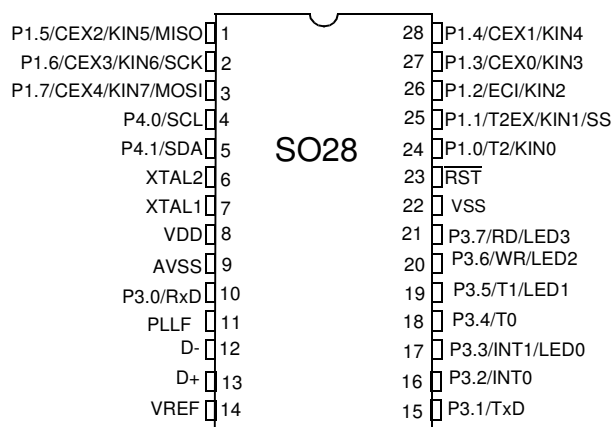 P1.5/CEX2/KIN5/MISO 1 28 P1.4/CEX1/KIN4
P1.6/CEX3/KIN6/SCK 2 27 P1.3/CEX0/KIN3
P1.7/CEX4/KIN7/MOSI 3 26 P1.2/ECI/KIN2
P4.0/SCL 4 25 P1.1/T2EX/KIN1/SS
P4.1/SDA 5 SO28 24 P1.0/T2/KIN0
XTAL2 6 23 RST
XTAL1 7 22 VSS
VDD 8 21 P3.7/RD/LED3
AVSS 9 20 P3.6/WR/LED2
P3.0/RxD 10 19 P3.5/T1/LED1
PLLF 11 18 P3.4/T0
D- 12 17 P3.3/INT1/LED0
D+ 13 16 P3.2/INT0
VREF 14 15 P3.1/TxD